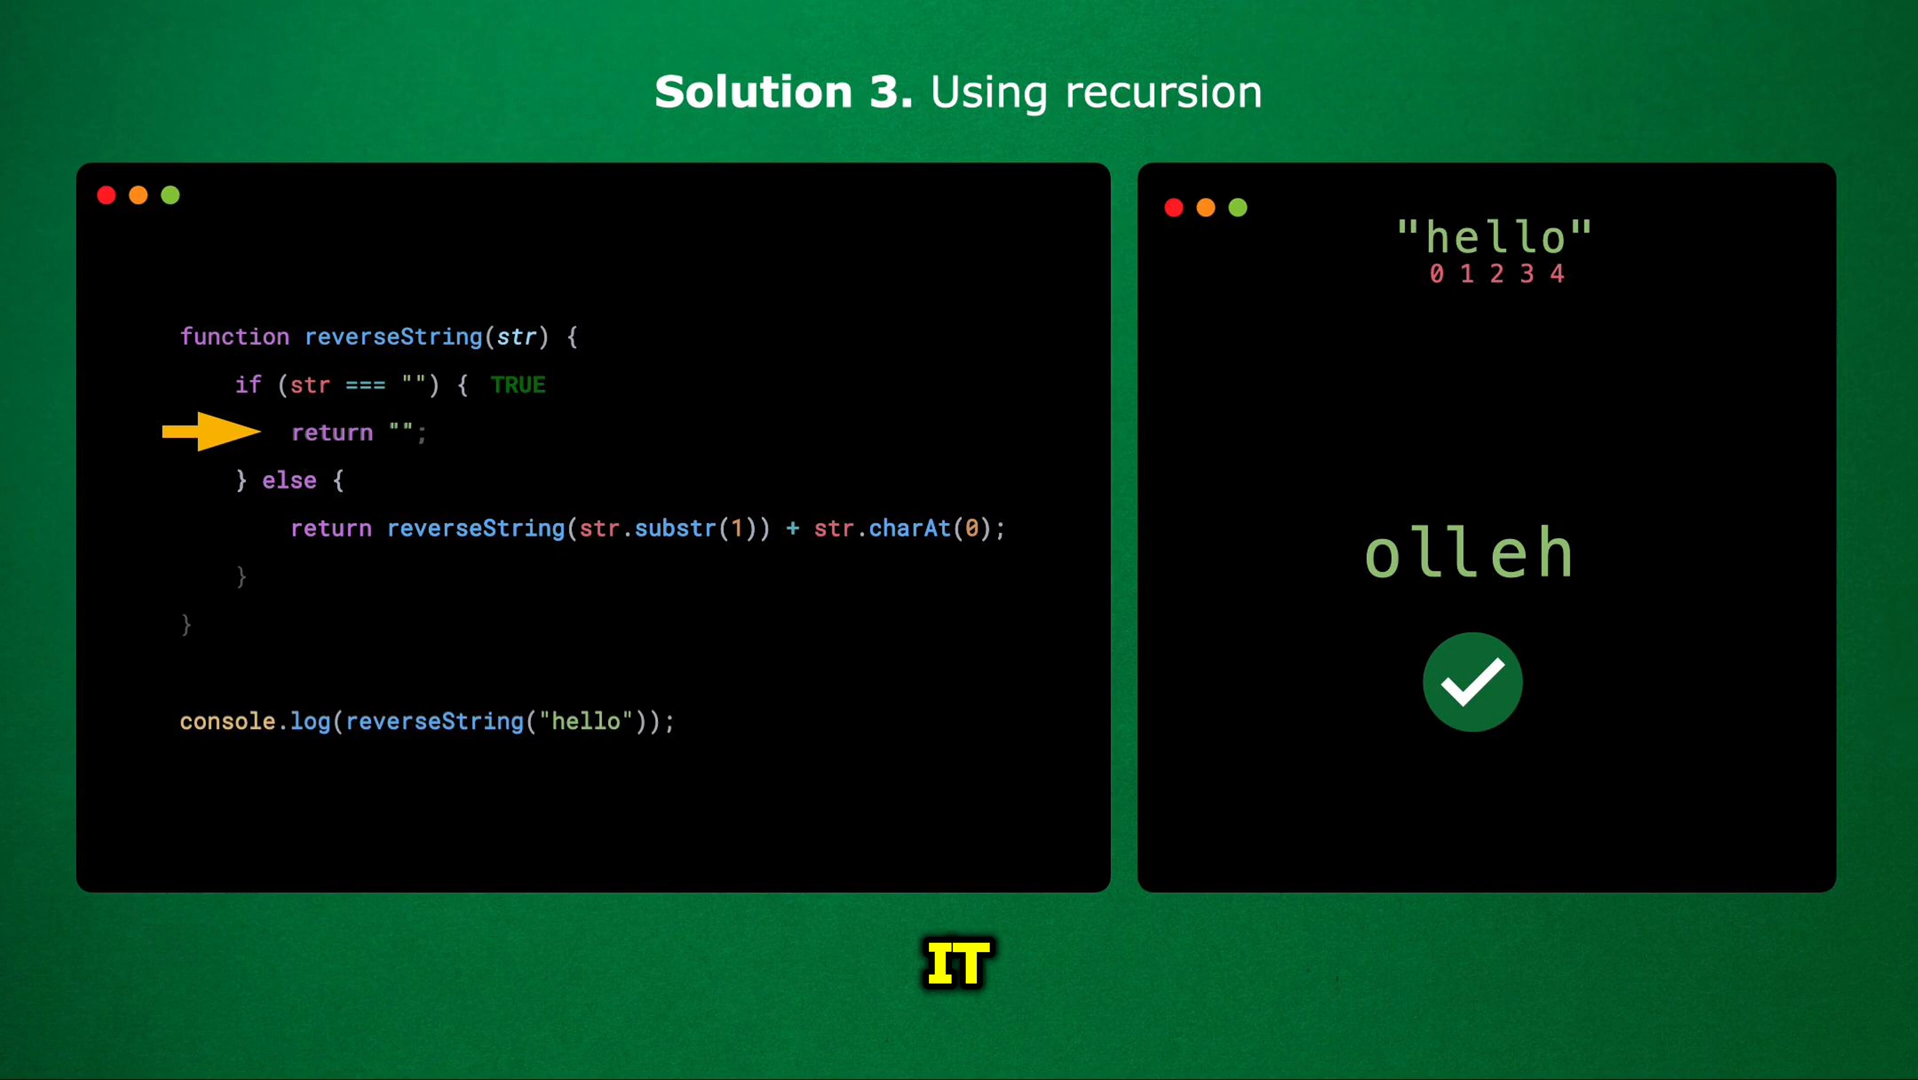 Solution 3. Using recursion
function reverseString(str) {
if (str === "") { TRUE
return "";
} else {
return reverseString(str.substr(1)) + str.charAt(0);
}
}
console.log(reverseString("hello"));
"hello"
0 1 2 3 4
olleh
IT